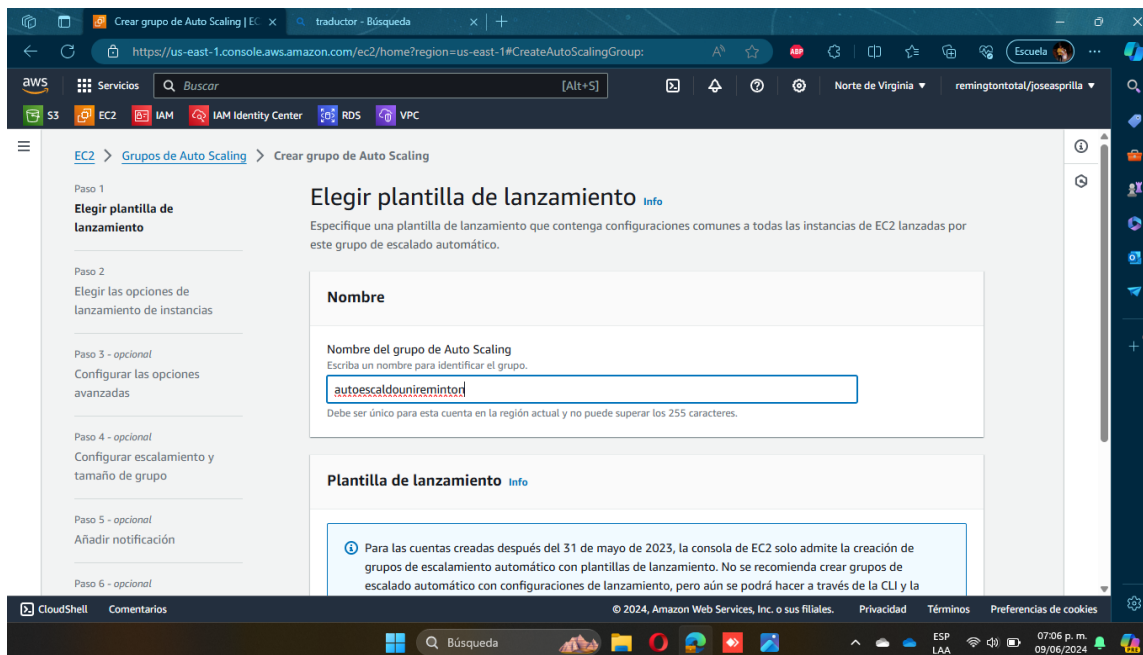 Crear grupo de Auto Scaling | EC
traductor - Búsqueda
https://us-east-1.console.aws.amazon.com/ec2/home?region=us-east-1#CreateAutoScalingGroup:
ABP
Escuela
aws
Servicios
Buscar
[Alt+S]
Norte de Virginia ▼
remingtontotal/joseasprilla ▼
S3
EC2
IAM
IAM Identity Center
RDS
VPC
EC2 > Grupos de Auto Scaling > Crear grupo de Auto Scaling
Paso 1
Elegir plantilla de
lanzamiento
Paso 2
Elegir las opciones de
lanzamiento de instancias
Paso 3 - opcional
Configurar las opciones
avanzadas
Paso 4 - opcional
Configurar escalamiento y
tamaño de grupo
Paso 5 - opcional
Añadir notificación
Paso 6 - opcional
Elegir plantilla de lanzamiento Info
Especifique una plantilla de lanzamiento que contenga configuraciones comunes a todas las instancias de EC2 lanzadas por
este grupo de escalado automático.
Nombre
Nombre del grupo de Auto Scaling
Escriba un nombre para identificar el grupo.
autoescaldounireminton
Debe ser único para esta cuenta en la región actual y no puede superar los 255 caracteres.
Plantilla de lanzamiento Info
Para las cuentas creadas después del 31 de mayo de 2023, la consola de EC2 solo admite la creación de
grupos de escalamiento automático con plantillas de lanzamiento. No se recomienda crear grupos de
escalado automático con configuraciones de lanzamiento, pero aún se podrá hacer a través de la CLI y la
CloudShell
Comentarios
© 2024, Amazon Web Services, Inc. o sus filiales.
Privacidad
Términos
Preferencias de cookies
Búsqueda
ESP
LAA
07:06 p. m.
09/06/2024